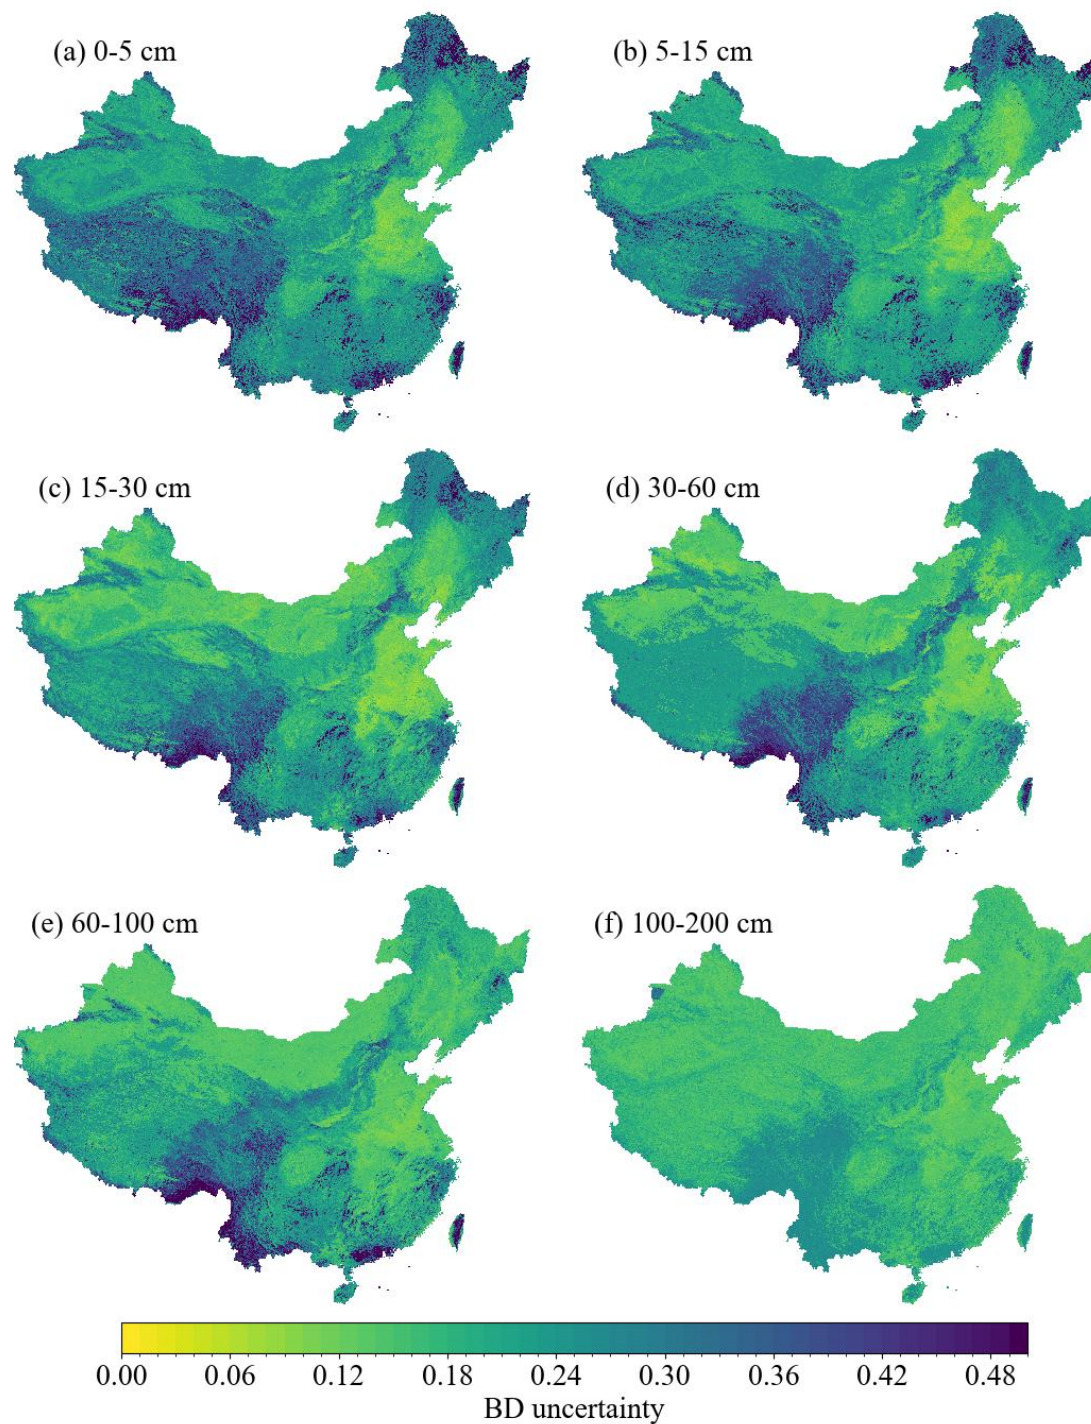 (a) 0-5 cm
(b) 5-15 cm
(c) 15-30 cm
(d) 30-60 cm
(e) 60-100 cm
(f) 100-200 cm
0.00 0.06 0.12 0.18 0.24 0.30 0.36 0.42 0.48
BD uncertainty